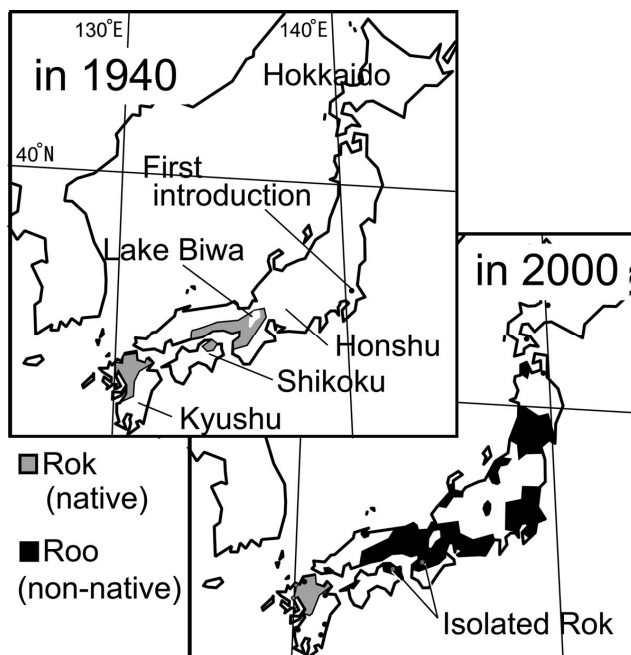 130°E
140°E
in 1940
Hokkaido
40°N
First
introduction
Lake Biwa
in 2000
Honshu
Shikoku
Kyushu
Rok
(native)
Roo
(non-native)
Isolated Rok